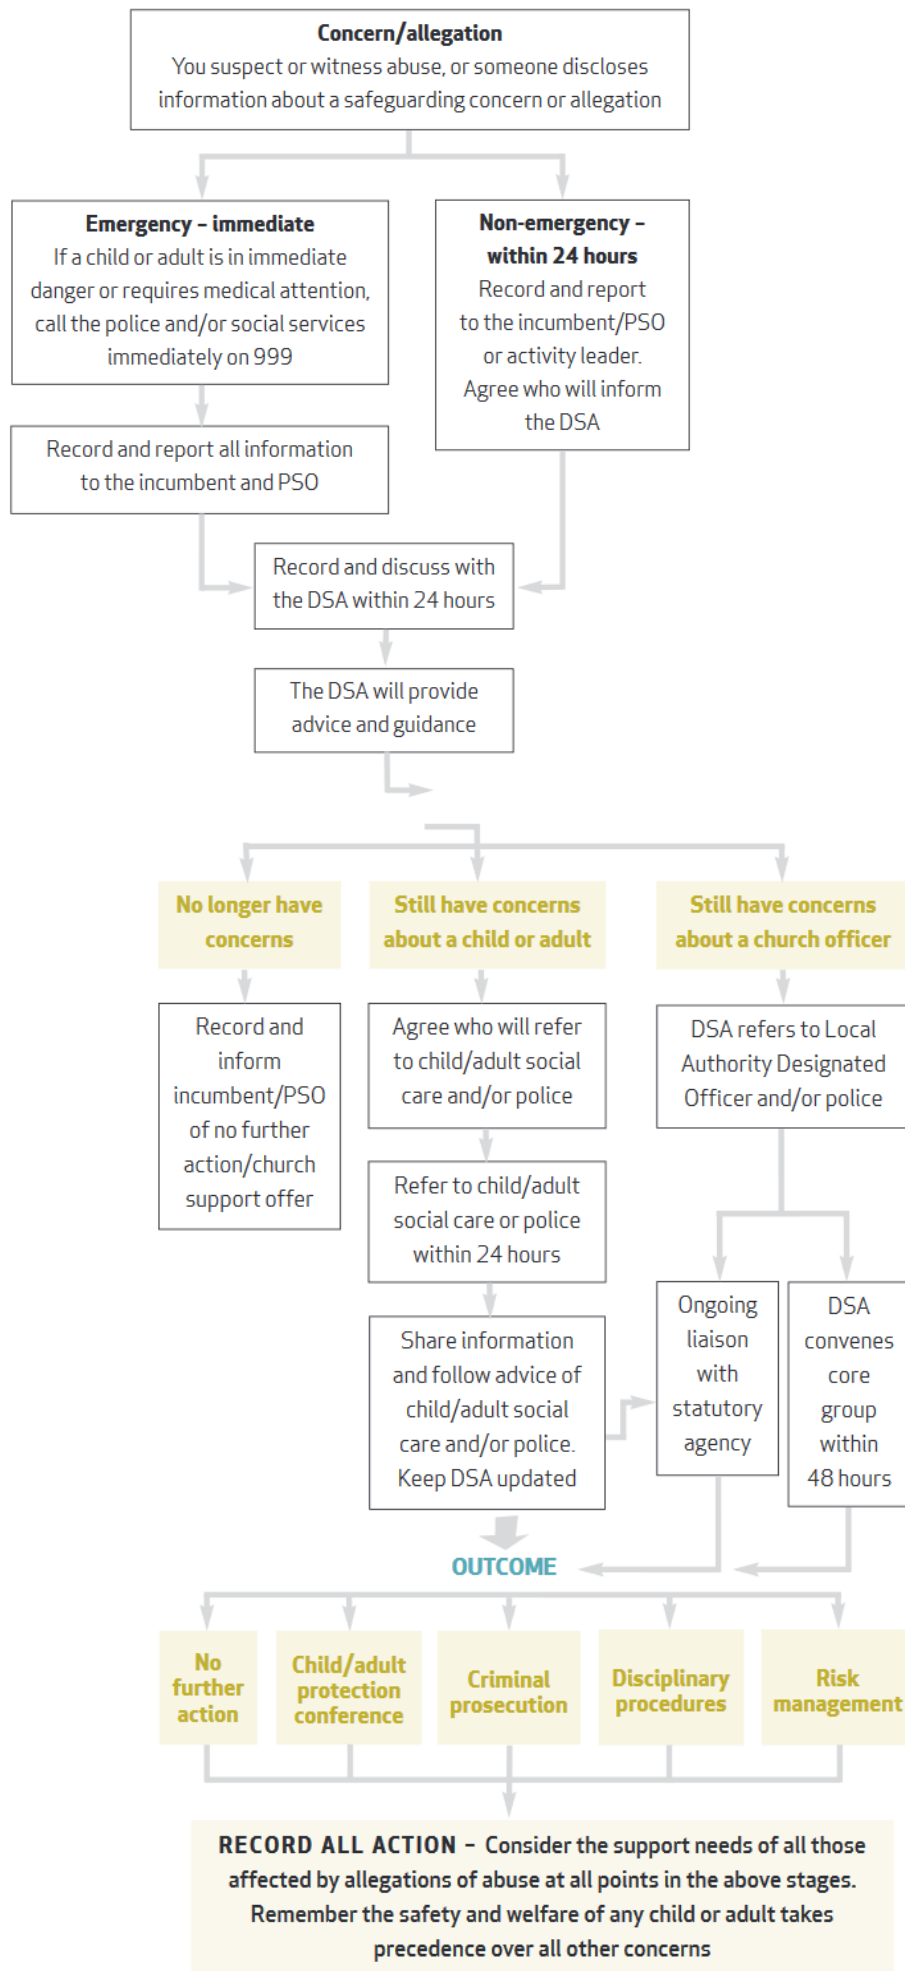 Concern/allegation
You suspect or witness abuse, or someone discloses
information about a safeguarding concern or allegation
Emergency – immediate
If a child or adult is in immediate
danger or requires medical attention,
call the police and/or social services
immediately on 999
Non-emergency –
within 24 hours
Record and report
to the incumbent/PSO
or activity leader.
Agree who will inform
the DSA
Record and report all information
to the incumbent and PSO
Record and discuss with
the DSA within 24 hours
The DSA will provide
advice and guidance
No longer have
concerns
Still have concerns
about a child or adult
Still have concerns
about a church officer
Record and
inform
incumbent/PSO
of no further
action/church
support offer
Agree who will refer
to child/adult social
care and/or police
DSA refers to Local
Authority Designated
Officer and/or police
Refer to child/adult
social care or police
within 24 hours
Share information
and follow advice of
child/adult social
care and/or police.
Keep DSA updated
Ongoing
liaison
with
statutory
agency
DSA
convenes
core
group
within
48 hours
OUTCOME
No
further
action
Child/adult
protection
conference
Criminal
prosecution
Disciplinary
procedures
Risk
management
RECORD ALL ACTION – Consider the support needs of all those
affected by allegations of abuse at all points in the above stages.
Remember the safety and welfare of any child or adult takes
precedence over all other concerns